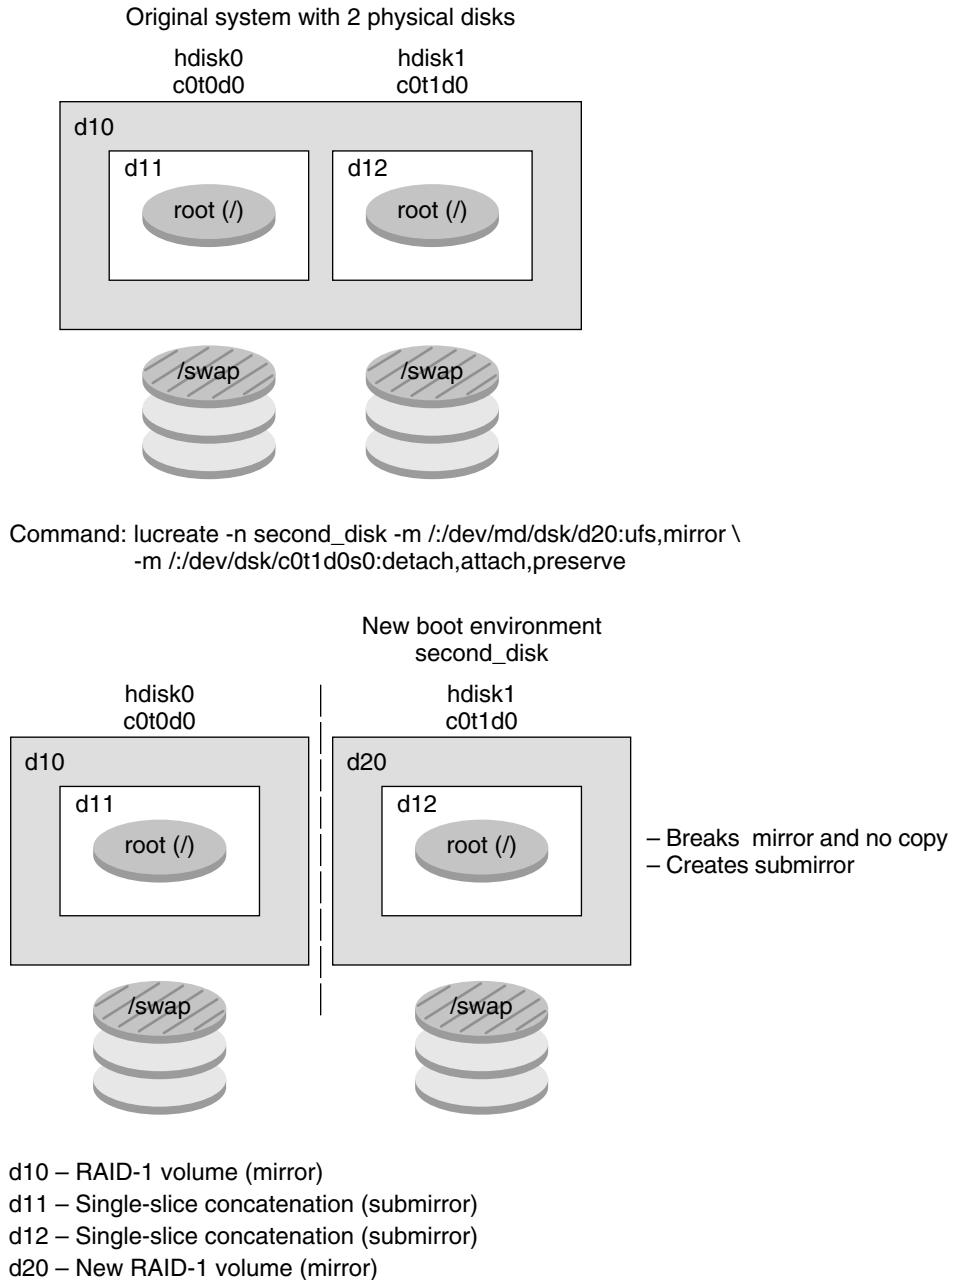 Original system with 2 physical disks
hdisk0 hdisk1
c0t0d0 c0t1d0
d10
d11 d12
root (/) root (/)
/swap /swap
Command: lucreate -n second_disk -m /:/dev/md/dsk/d20:ufs,mirror \
-m /:/dev/dsk/c0t1d0s0:detach,attach,preserve
New boot environment
second_disk
hdisk0 hdisk1
c0t0d0 c0t1d0
d10 d20
d11 d12
root (/) root (/)
– Breaks mirror and no copy
– Creates submirror
/swap /swap
d10 – RAID-1 volume (mirror)
d11 – Single-slice concatenation (submirror)
d12 – Single-slice concatenation (submirror)
d20 – New RAID-1 volume (mirror)